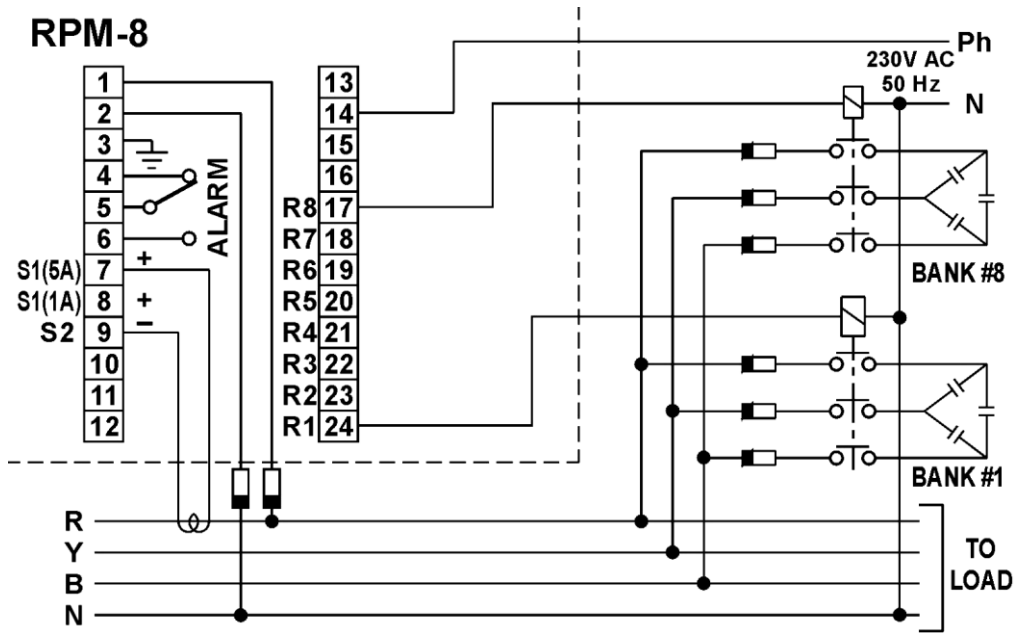 RPM-8
1
2
3
4
5
6
S1(5A) 7 +
S1(1A) 8 +
S2 9 −
10
11
12
ALARM
13
14
15
16
R8 17
R7 18
R6 19
R5 20
R4 21
R3 22
R2 23
R1 24
Ph
230V AC
50 Hz
N
BANK #8
BANK #1
R
Y
B
N
TO
LOAD